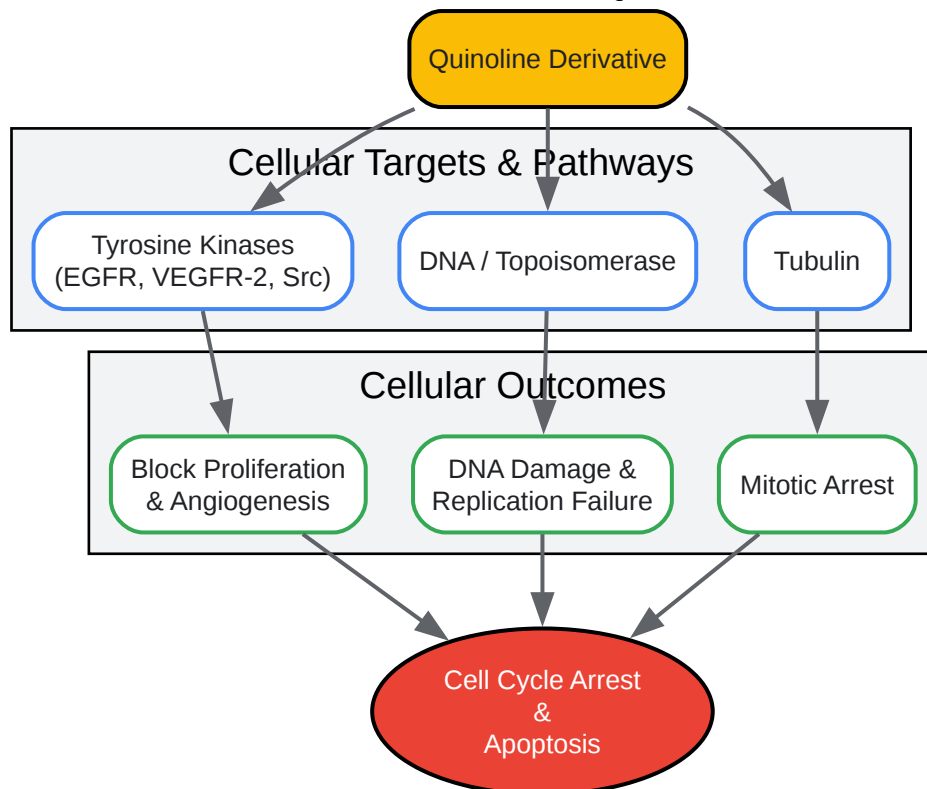 Quinoline Derivative
Cellular Targets & Pathways
Tyrosine Kinases
(EGFR, VEGFR-2, Src)
DNA / Topoisomerase
Tubulin
Cellular Outcomes
Block Proliferation
& Angiogenesis
DNA Damage &
Replication Failure
Mitotic Arrest
Cell Cycle Arrest
&
Apoptosis